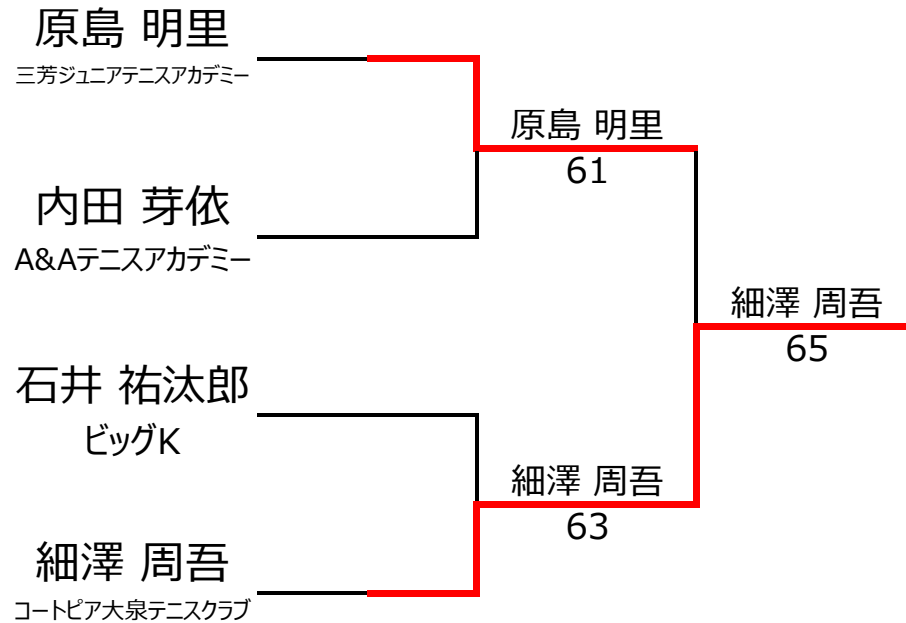 原島 明里
三芳ジュニアテニスアカデミー
原島 明里
61
内田 芽依
A&Aテニスアカデミー
細澤 周吾
65
石井 祐汰郎
ビッグK
細澤 周吾
63
細澤 周吾
コートピア大泉テニスクラブ